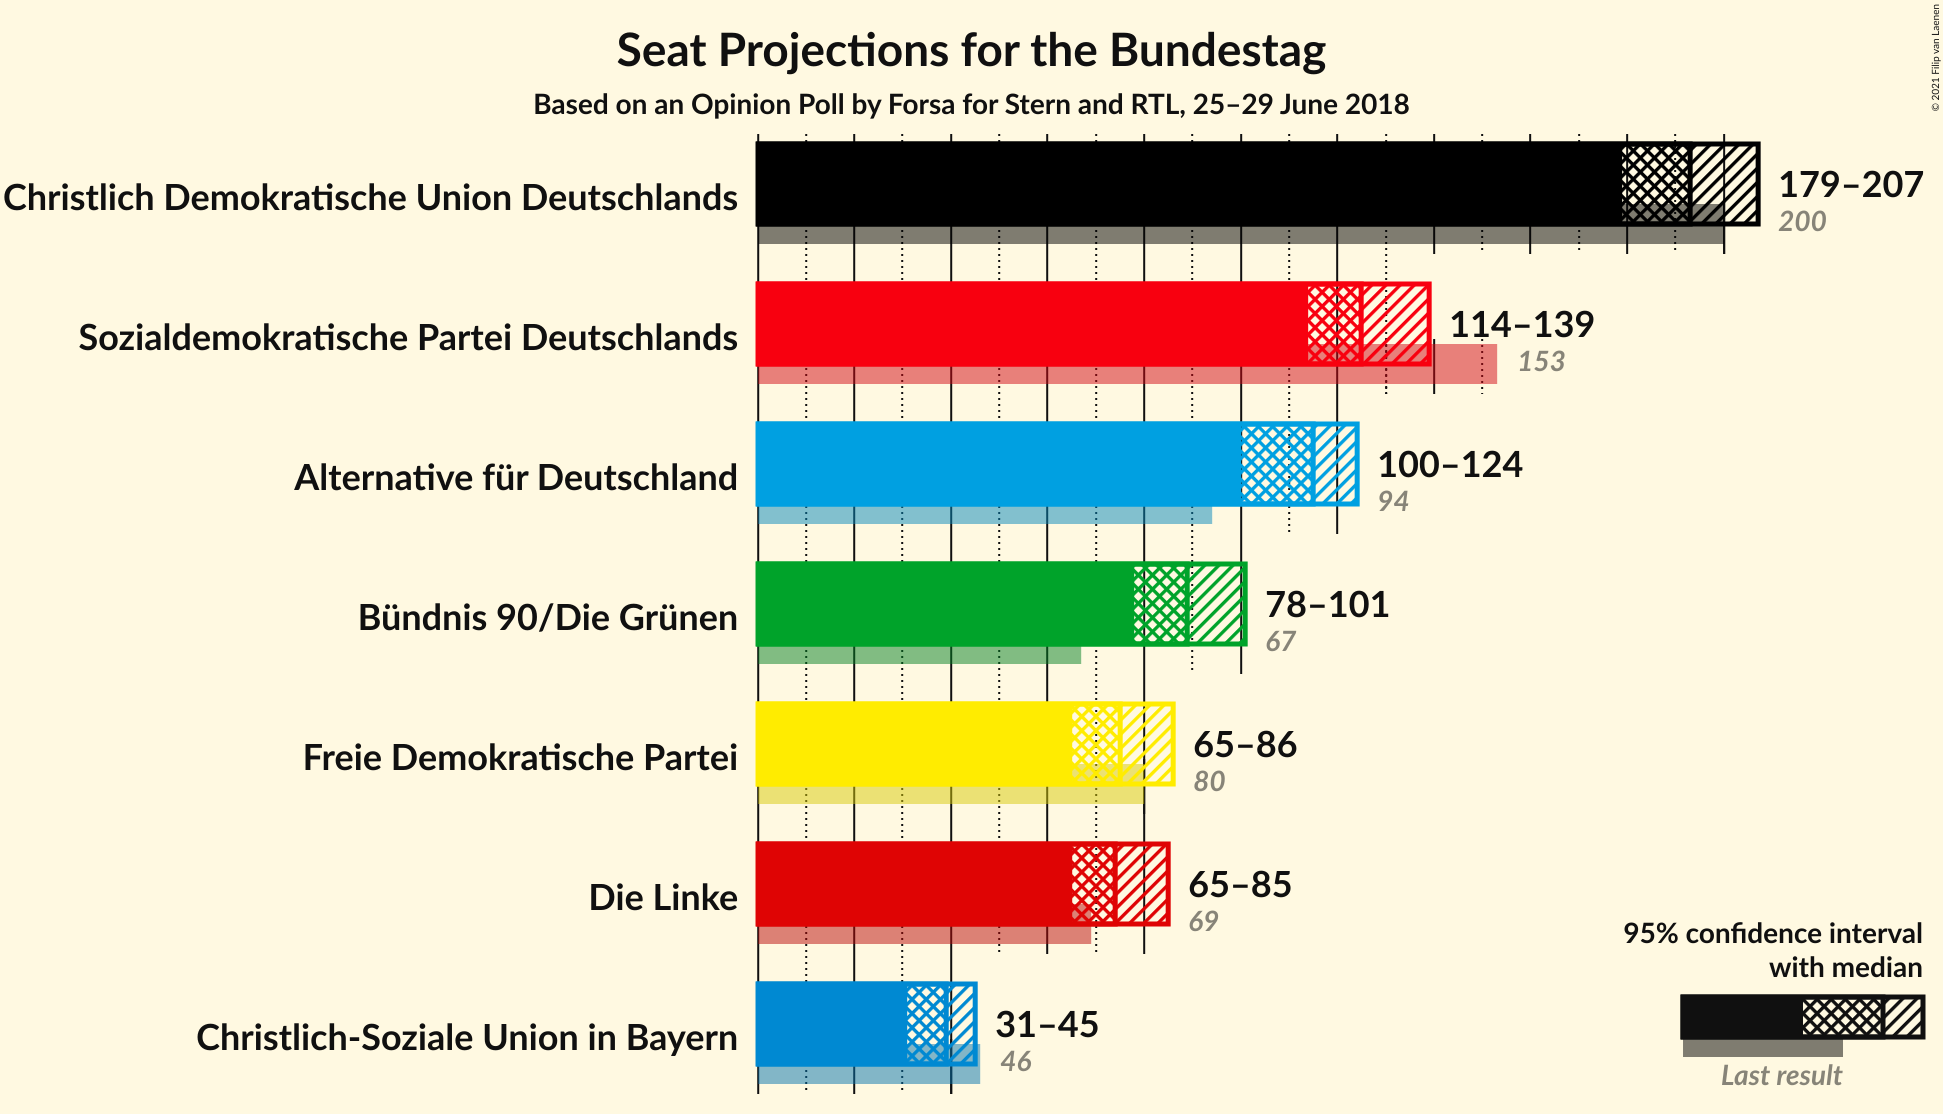 Seat Projections for the Bundestag
Based on an Opinion Poll by Forsa for Stern and RTL, 25–29 June 2018
© 2021 Filip van Laenen
Christlich Demokratische Union Deutschlands
179–207
200
Sozialdemokratische Partei Deutschlands
114–139
153
Alternative für Deutschland
100–124
94
Bündnis 90/Die Grünen
78–101
67
Freie Demokratische Partei
65–86
80
Die Linke
65–85
69
Christlich-Soziale Union in Bayern
31–45
46
95% confidence interval
with median
Last result